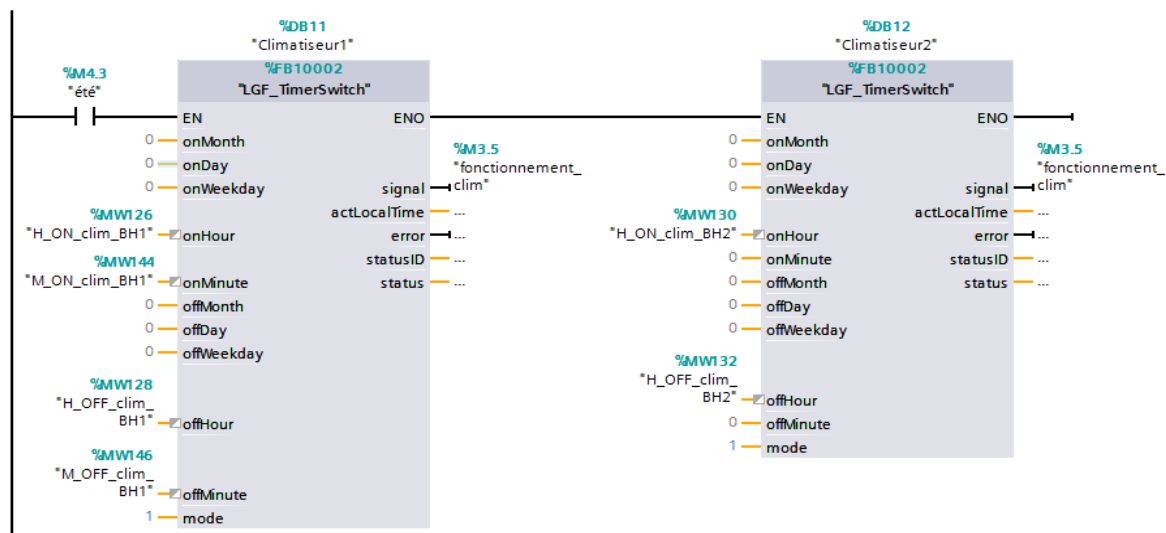 %DB11
"Climatiseur1"
%M4.3
"été"
%FB10002
"LGF_TimerSwitch"
EN
ENO
0
onMonth
0
onDay
0
onWeekday
signal
%M3.5
"fonctionnement_
clim"
actLocalTime
...
%MW126
"H_ON_clim_BH1"
onHour
error
...
statusID
...
%MW144
"M_ON_clim_BH1"
onMinute
status
...
0
offMonth
0
offDay
0
offWeekday
%MW128
"H_OFF_clim_
BH1"
offHour
%MW146
"M_OFF_clim_
BH1"
offMinute
1
mode
%DB12
"Climatiseur2"
%FB10002
"LGF_TimerSwitch"
EN
ENO
0
onMonth
0
onDay
0
onWeekday
signal
%M3.5
"fonctionnement_
clim"
actLocalTime
...
%MW130
"H_ON_clim_BH2"
onHour
error
...
0
onMinute
statusID
...
0
offMonth
status
...
0
offDay
0
offWeekday
%MW132
"H_OFF_clim_
BH2"
offHour
0
offMinute
1
mode